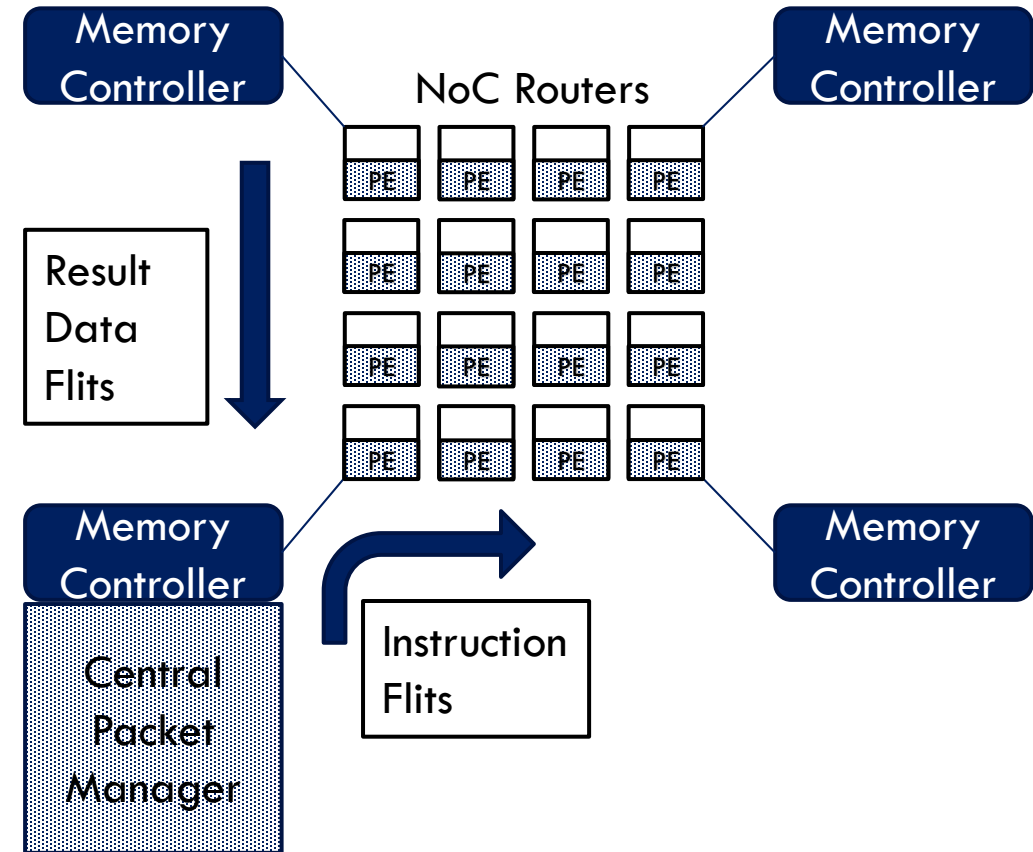 Memory
Controller
Memory
Controller
NoC Routers
PE PE PE PE
PE PE PE PE
PE PE PE PE
PE PE PE PE
Result
Data
Flits
Memory
Controller
Memory
Controller
Central
Packet
Manager
Instruction
Flits